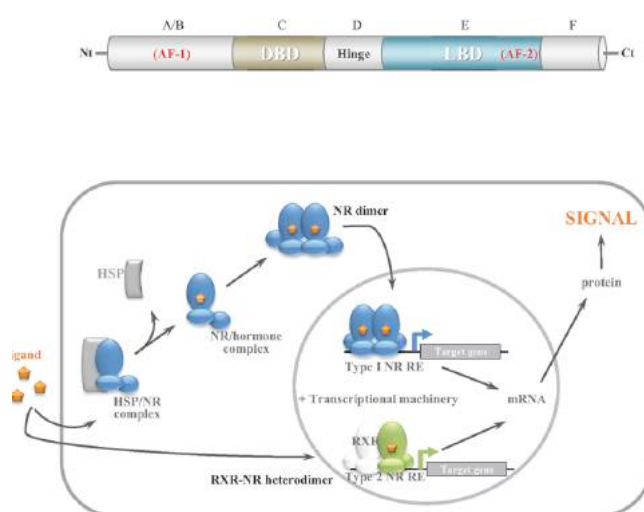 A/B C D E F
Nt (AF-1) DBD Hinge LBD (AF-2) Ct
NR dimer
SIGNAL
HSP
protein
NR/hormone
complex
ligand
HSP/NR
complex
Target gene
Type 1 NR RE
+ Transcriptional machinery
mRNA
RXR
Target gene
Type 2 NR RE
RXR-NR heterodimer